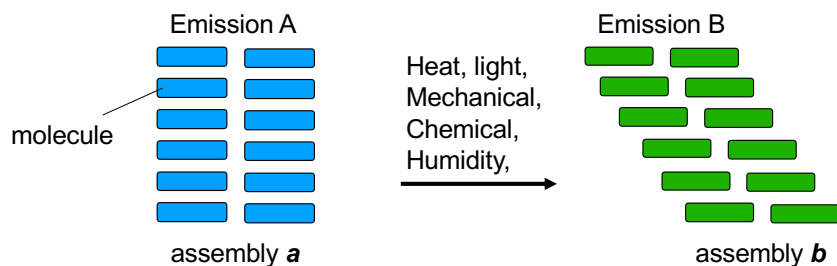 Emission A
Emission B
Heat, light,
Mechanical,
Chemical,
Humidity,
molecule
assembly a
assembly b